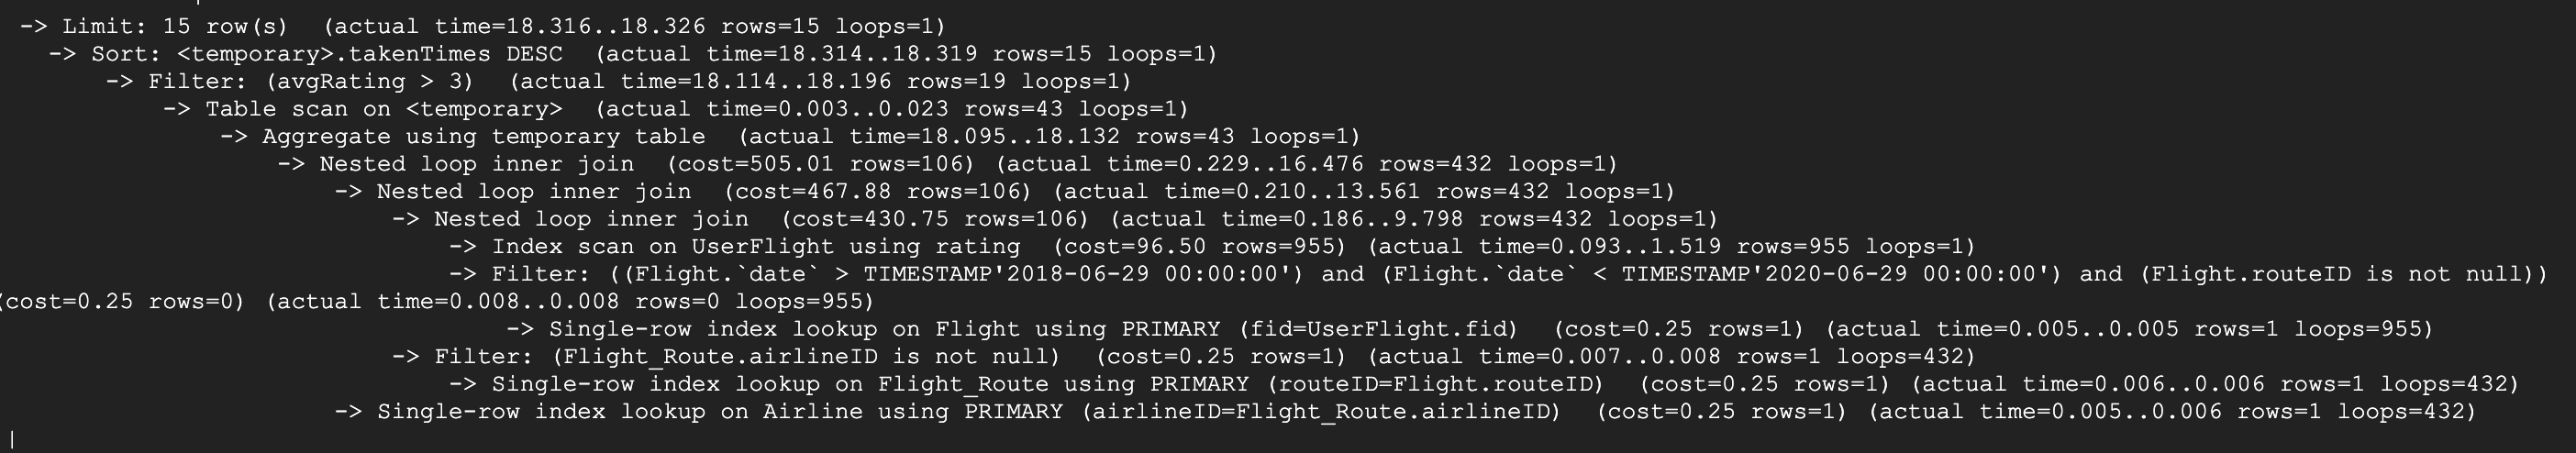 -> Limit: 15 row(s)  (actual time=18.316..18.326 rows=15 loops=1)
-> Sort: <temporary>.takenTimes DESC  (actual time=18.314..18.319 rows=15 loops=1)
-> Filter: (avgRating > 3)  (actual time=18.114..18.196 rows=19 loops=1)
-> Table scan on <temporary>  (actual time=0.003..0.023 rows=43 loops=1)
-> Aggregate using temporary table  (actual time=18.095..18.132 rows=43 loops=1)
-> Nested loop inner join  (cost=505.01 rows=106) (actual time=0.229..16.476 rows=432 loops=1)
-> Nested loop inner join  (cost=467.88 rows=106) (actual time=0.210..13.561 rows=432 loops=1)
-> Nested loop inner join  (cost=430.75 rows=106) (actual time=0.186..9.798 rows=432 loops=1)
-> Index scan on UserFlight using rating  (cost=96.50 rows=955) (actual time=0.093..1.519 rows=955 loops=1)
-> Filter: ((Flight.`date` > TIMESTAMP'2018-06-29 00:00:00') and (Flight.`date` < TIMESTAMP'2020-06-29 00:00:00') and (Flight.routeID is not null))
(cost=0.25 rows=0) (actual time=0.008..0.008 rows=0 loops=955)
-> Single-row index lookup on Flight using PRIMARY (fid=UserFlight.fid)  (cost=0.25 rows=1) (actual time=0.005..0.005 rows=1 loops=955)
-> Filter: (Flight_Route.airlineID is not null)  (cost=0.25 rows=1) (actual time=0.007..0.008 rows=1 loops=432)
-> Single-row index lookup on Flight_Route using PRIMARY (routeID=Flight.routeID)  (cost=0.25 rows=1) (actual time=0.006..0.006 rows=1 loops=432)
-> Single-row index lookup on Airline using PRIMARY (airlineID=Flight_Route.airlineID)  (cost=0.25 rows=1) (actual time=0.005..0.006 rows=1 loops=432)
|